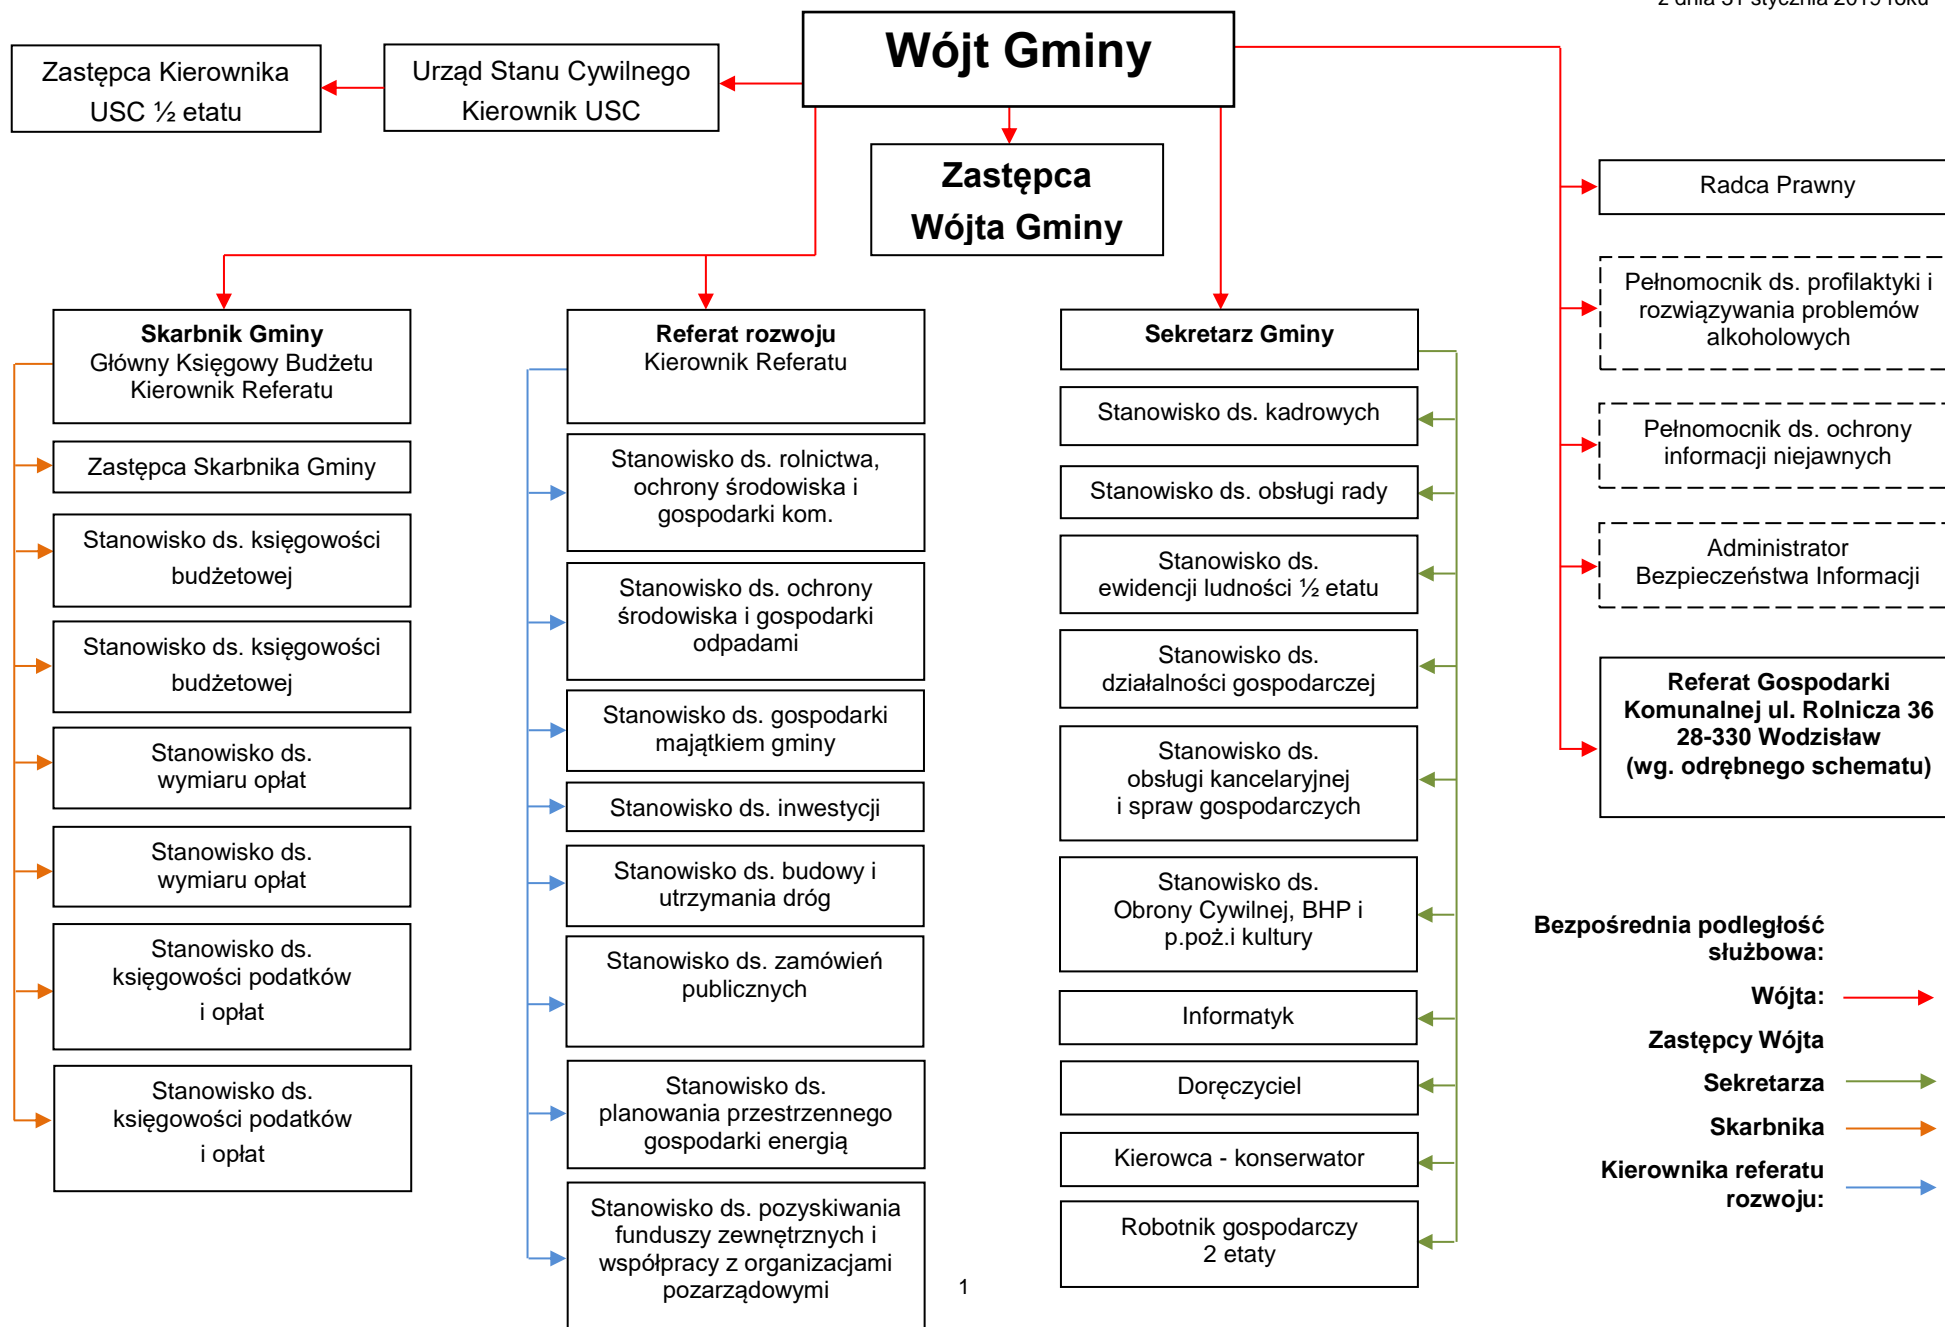 z dnia 31 stycznia 2019 roku
Wójt Gminy
Zastępca Kierownika
USC ½ etatu
Urząd Stanu Cywilnego
Kierownik USC
Zastępca
Wójta Gminy
Skarbnik Gminy
Główny Księgowy Budżetu
Kierownik Referatu
Zastępca Skarbnika Gminy
Stanowisko ds. księgowości
budżetowej
Stanowisko ds. księgowości
budżetowej
Stanowisko ds.
wymiaru opłat
Stanowisko ds.
wymiaru opłat
Stanowisko ds.
księgowości podatków
i opłat
Stanowisko ds.
księgowości podatków
i opłat
Referat rozwoju
Kierownik Referatu
Stanowisko ds. rolnictwa,
ochrony środowiska i
gospodarki kom.
Stanowisko ds. ochrony
środowiska i gospodarki
odpadami
Stanowisko ds. gospodarki
majątkiem gminy
Stanowisko ds. inwestycji
Stanowisko ds. budowy i
utrzymania dróg
Stanowisko ds. zamówień
publicznych
Stanowisko ds.
planowania przestrzennego
gospodarki energią
Stanowisko ds. pozyskiwania
funduszy zewnętrznych i
współpracy z organizacjami
pozarządowymi
Sekretarz Gminy
Stanowisko ds. kadrowych
Stanowisko ds. obsługi rady
Stanowisko ds.
ewidencji ludności ½ etatu
Stanowisko ds.
działalności gospodarczej
Stanowisko ds.
obsługi kancelaryjnej
i spraw gospodarczych
Stanowisko ds.
Obrony Cywilnej, BHP i
p.poż.i kultury
Informatyk
Doręczyciel
Kierowca - konserwator
Robotnik gospodarczy
2 etaty
Radca Prawny
Pełnomocnik ds. profilaktyki i
rozwiązywania problemów
alkoholowych
Pełnomocnik ds. ochrony
informacji niejawnych
Administrator
Bezpieczeństwa Informacji
Referat Gospodarki
Komunalnej ul. Rolnicza 36
28-330 Wodzisław
(wg. odrębnego schematu)
Bezpośrednia podległość
służbowa:
Wójta:
Zastępcy Wójta
Sekretarza
Skarbnika
Kierownika referatu
rozwoju:
1